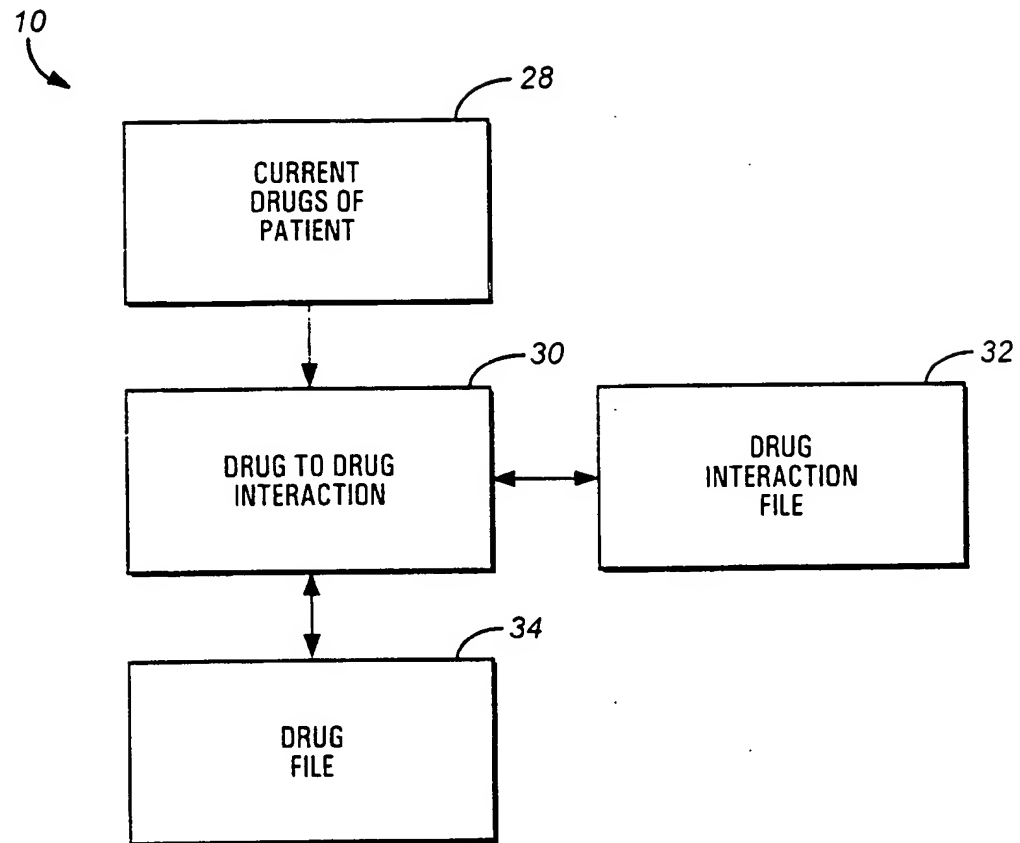 10
28
CURRENT
DRUGS OF
PATIENT
30
32
DRUG TO DRUG
INTERACTION
DRUG
INTERACTION
FILE
34
DRUG
FILE